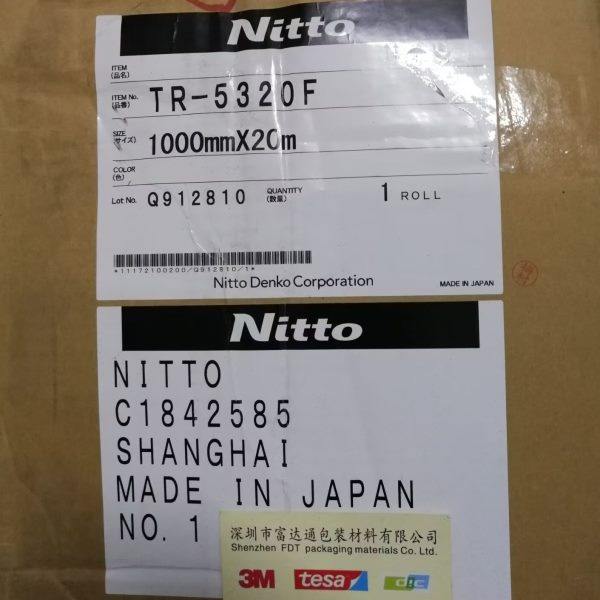 Nitto
ITEM
(品名)
ITEM No. TR-5320F
(品番)
SIZE 1000mmX20m
(サイズ)
COLOR
(色)
Lot No. Q912810 QUANTITY 1 ROLL
(数量)
*11172100200/Q912810/1*
Nitto Denko Corporation
MADE IN JAPAN
Nitto
NITTO
C1842585
SHANGHAI
MADE IN JAPAN
NO. 1
深圳市富达通包装材料有限公司
Shenzhen FDT packaging materials Co. Ltd.
3M tesa dic